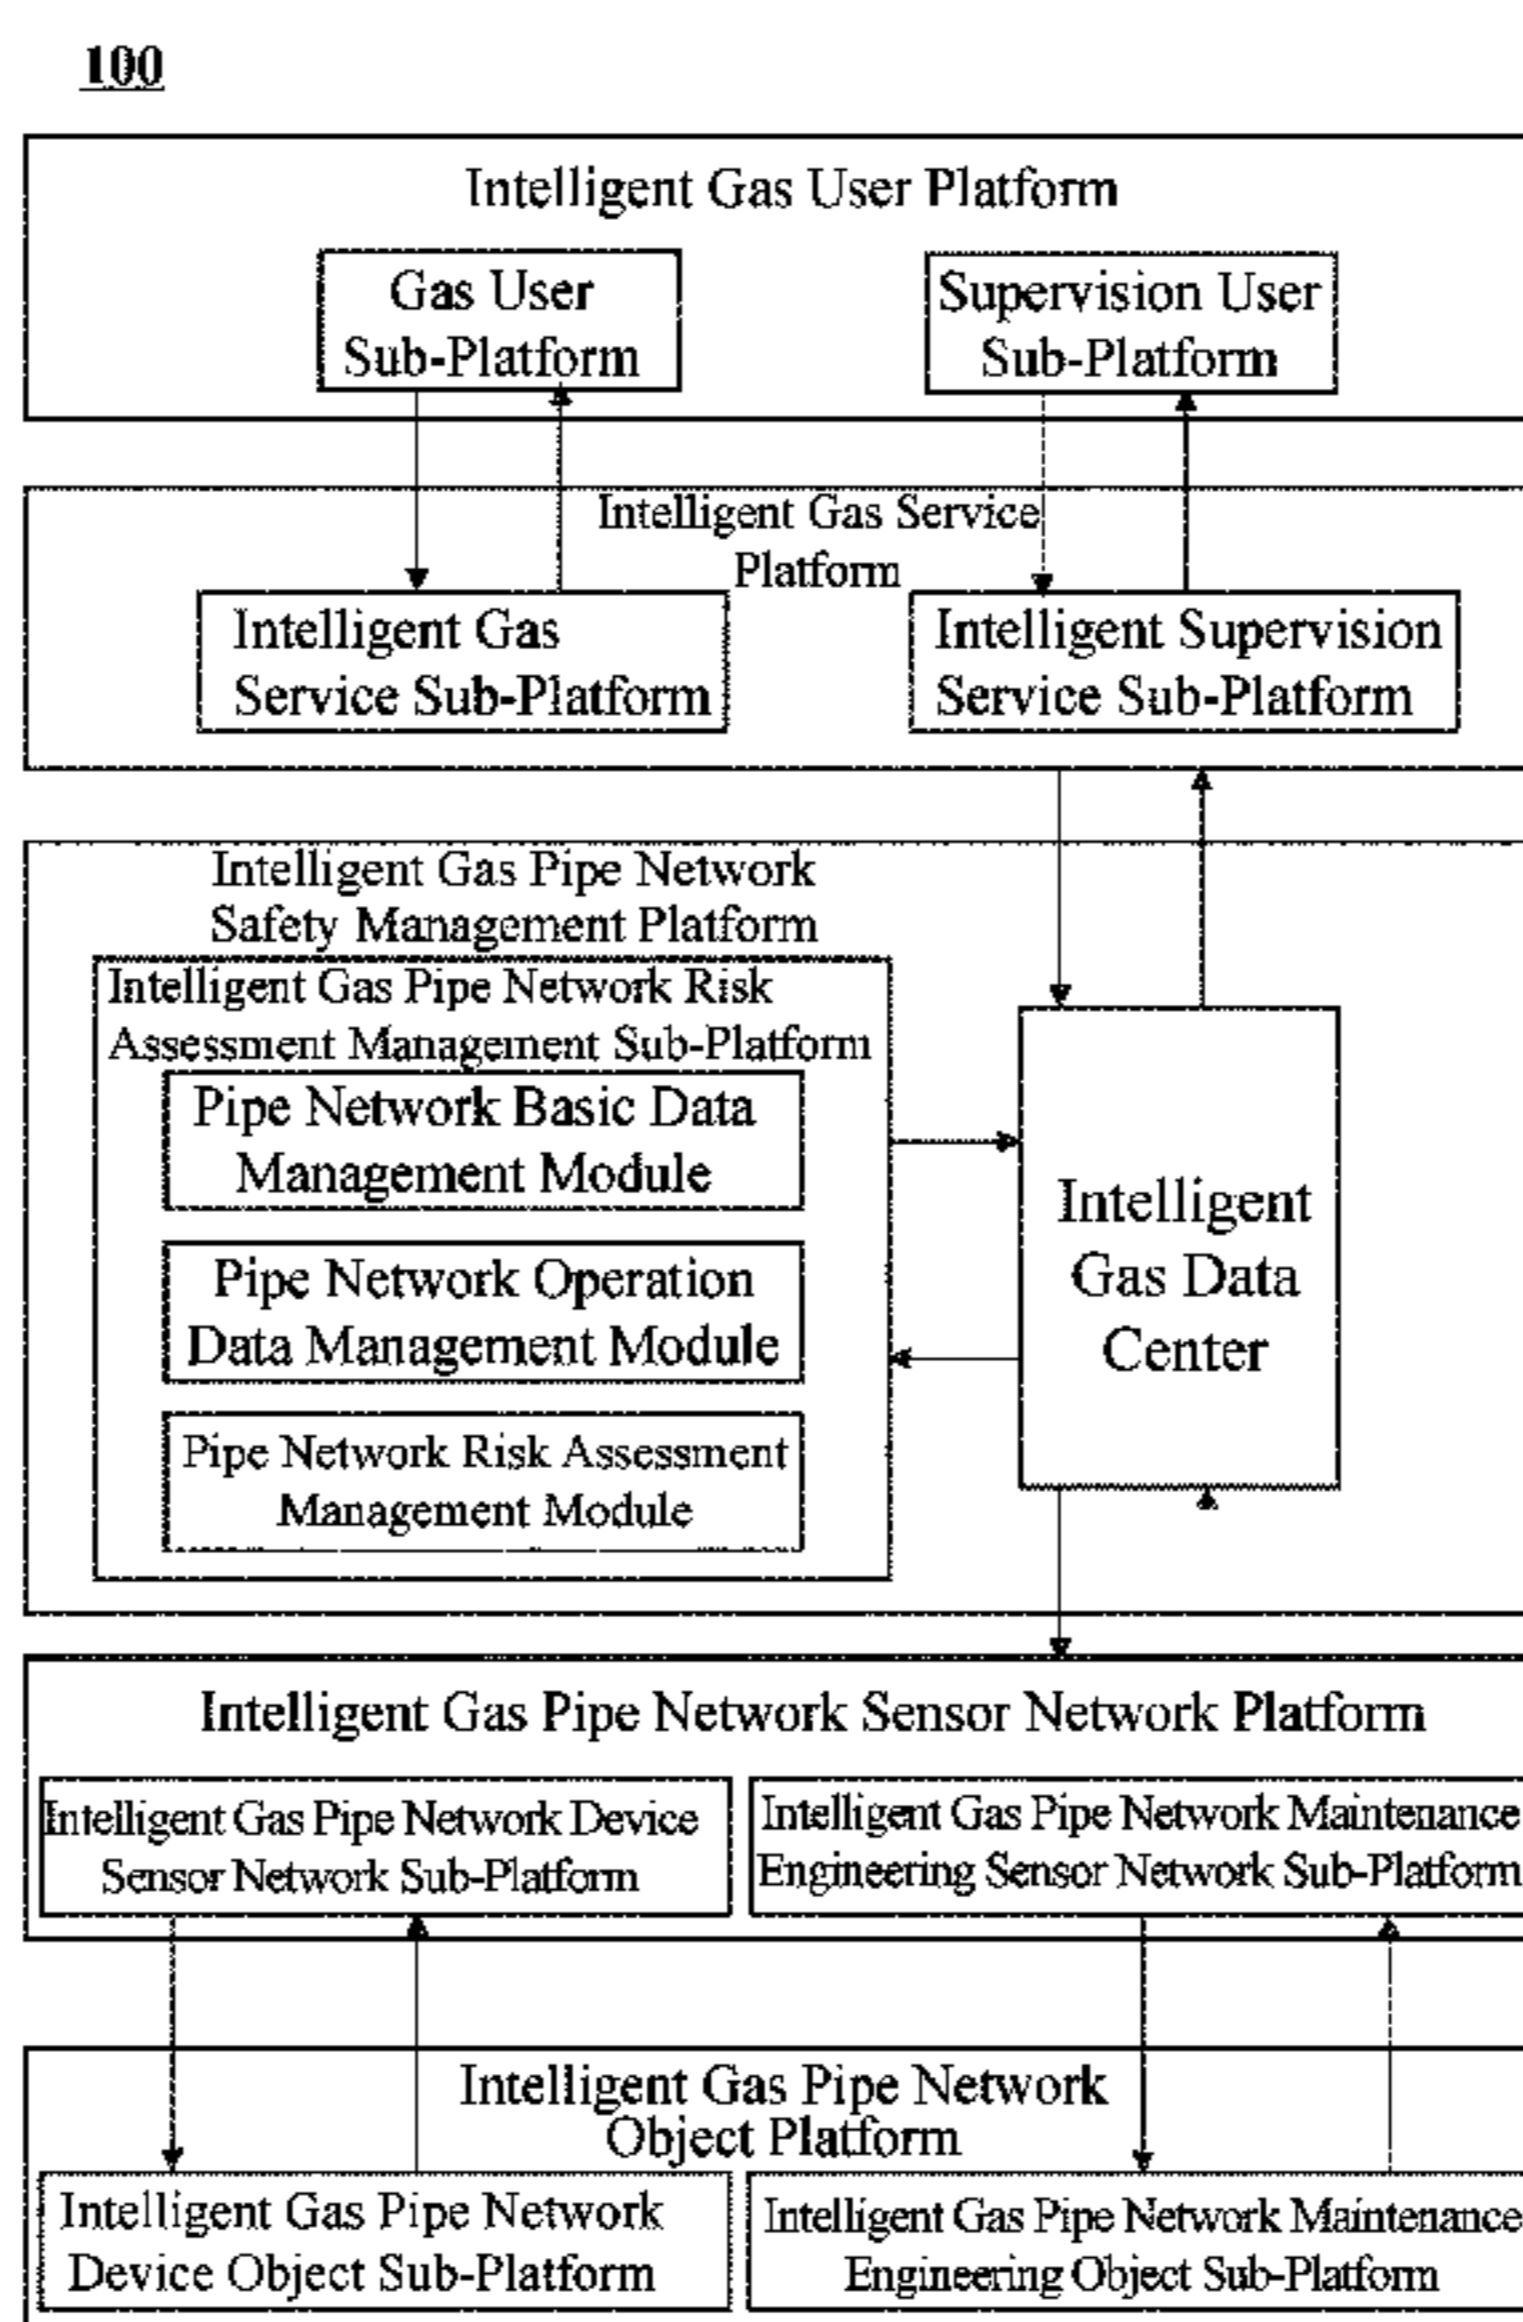 100
Intelligent Gas User Platform
Gas User
Sub-Platform
Supervision User
Sub-Platform
Intelligent Gas Service
Platform
Intelligent Gas
Service Sub-Platform
Intelligent Supervision
Service Sub-Platform
Intelligent Gas Pipe Network
Safety Management Platform
Intelligent Gas Pipe Network Risk
Assessment Management Sub-Platform
Pipe Network Basic Data
Management Module
Pipe Network Operation
Data Management Module
Pipe Network Risk Assessment
Management Module
Intelligent
Gas Data
Center
Intelligent Gas Pipe Network Sensor Network Platform
Intelligent Gas Pipe Network Device
Sensor Network Sub-Platform
Intelligent Gas Pipe Network Maintenance
Engineering Sensor Network Sub-Platform
Intelligent Gas Pipe Network
Object Platform
Intelligent Gas Pipe Network
Device Object Sub-Platform
Intelligent Gas Pipe Network Maintenance
Engineering Object Sub-Platform